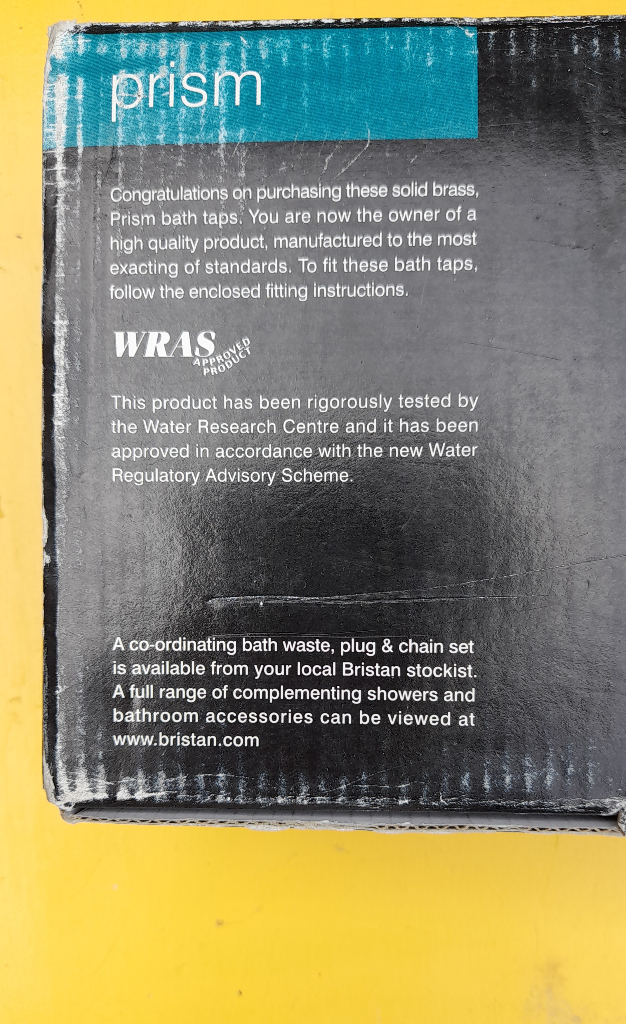 prism
Congratulations on purchasing these solid brass,
Prism bath taps. You are now the owner of a
high quality product, manufactured to the most
exacting of standards. To fit these bath taps,
follow the enclosed fitting instructions.
WRAS
APPROVED
PRODUCT
This product has been rigorously tested by
the Water Research Centre and it has been
approved in accordance with the new Water
Regulatory Advisory Scheme.
A co-ordinating bath waste, plug & chain set
is available from your local Bristan stockist.
A full range of complementing showers and
bathroom accessories can be viewed at
www.bristan.com